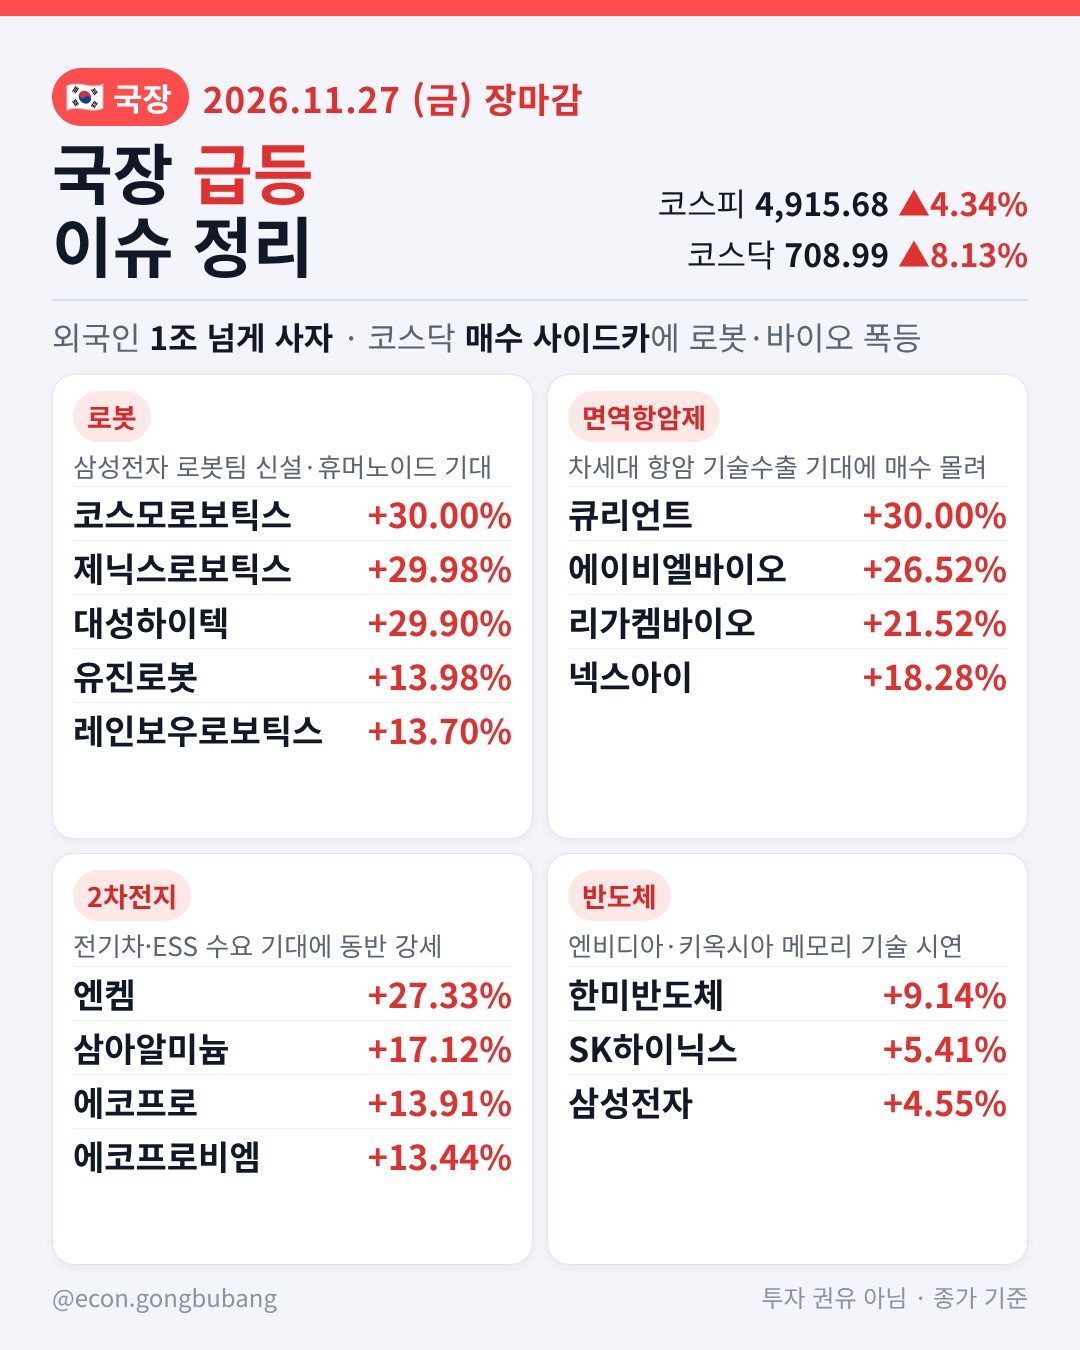 🇰🇷 국장 2026.11.27 (금) 장마감
국장 급등
이슈 정리
코스피 4,915.68 ▲4.34%
코스닥 708.99 ▲8.13%
외국인 1조 넘게 사자 · 코스닥 매수 사이드카에 로봇·바이오 폭등
로봇
삼성전자 로봇팀 신설·휴머노이드 기대
코스모로보틱스 +30.00%
제닉스로보틱스 +29.98%
대성하이텍 +29.90%
유진로봇 +13.98%
레인보우로보틱스 +13.70%
면역항암제
차세대 항암 기술수출 기대에 매수 몰려
큐리언트 +30.00%
에이비엘바이오 +26.52%
리가켐바이오 +21.52%
넥스아이 +18.28%
2차전지
전기차·ESS 수요 기대에 동반 강세
엔켐 +27.33%
삼아알미늄 +17.12%
에코프로 +13.91%
에코프로비엠 +13.44%
반도체
엔비디아·키옥시아 메모리 기술 시연
한미반도체 +9.14%
SK하이닉스 +5.41%
삼성전자 +4.55%
@econ.gongbubang
투자 권유 아님 · 종가 기준